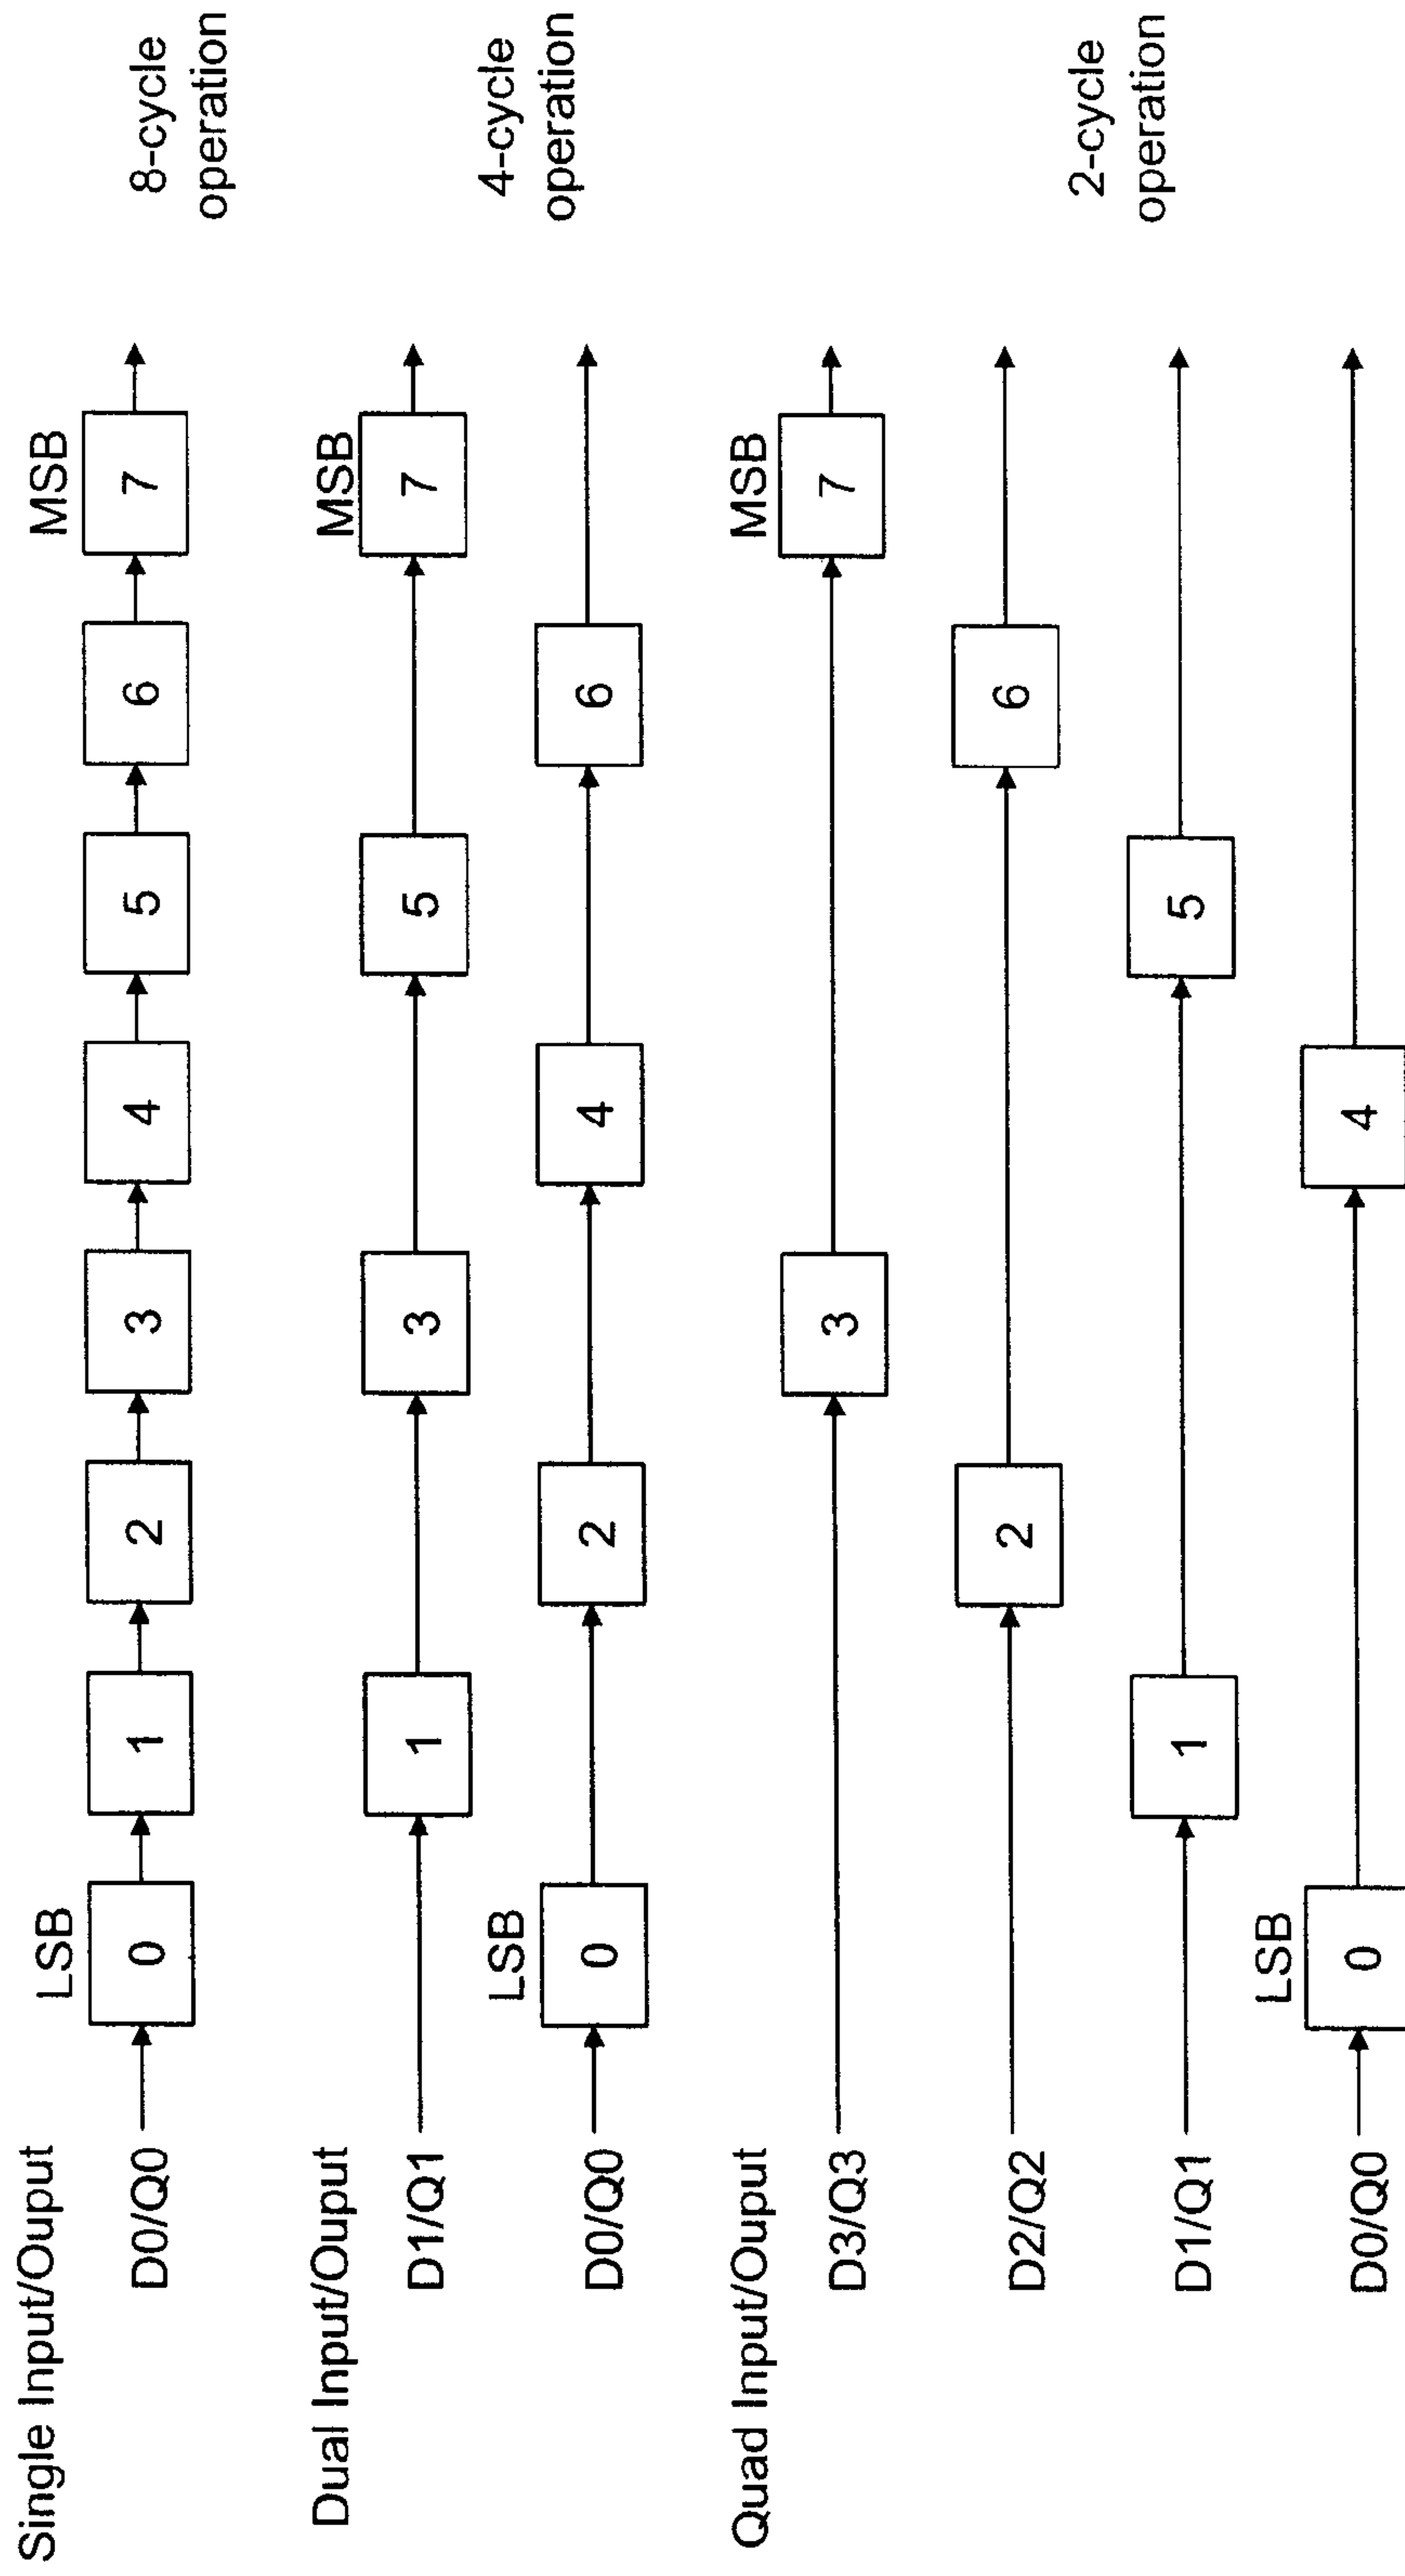 Single Input/Ouput
LSB
MSB
D0/Q0
0
1
2
3
4
5
6
7
8-cycle
operation
Dual Input/Ouput
MSB
D1/Q1
1
3
5
7
4-cycle
operation
LSB
D0/Q0
0
2
4
6
Quad Input/Ouput
MSB
D3/Q3
3
7
D2/Q2
2
6
2-cycle
operation
D1/Q1
1
5
LSB
D0/Q0
0
4